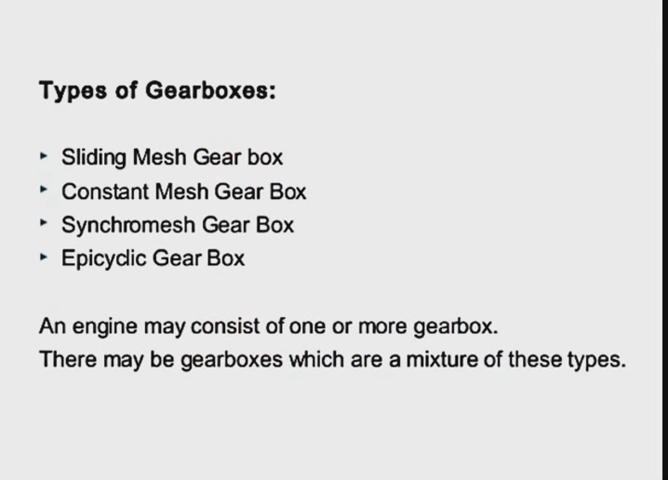 Types of Gearboxes:
‣ Sliding Mesh Gear box
‣ Constant Mesh Gear Box
‣ Synchromesh Gear Box
‣ Epicyclic Gear Box
An engine may consist of one or more gearbox.
There may be gearboxes which are a mixture of these types.